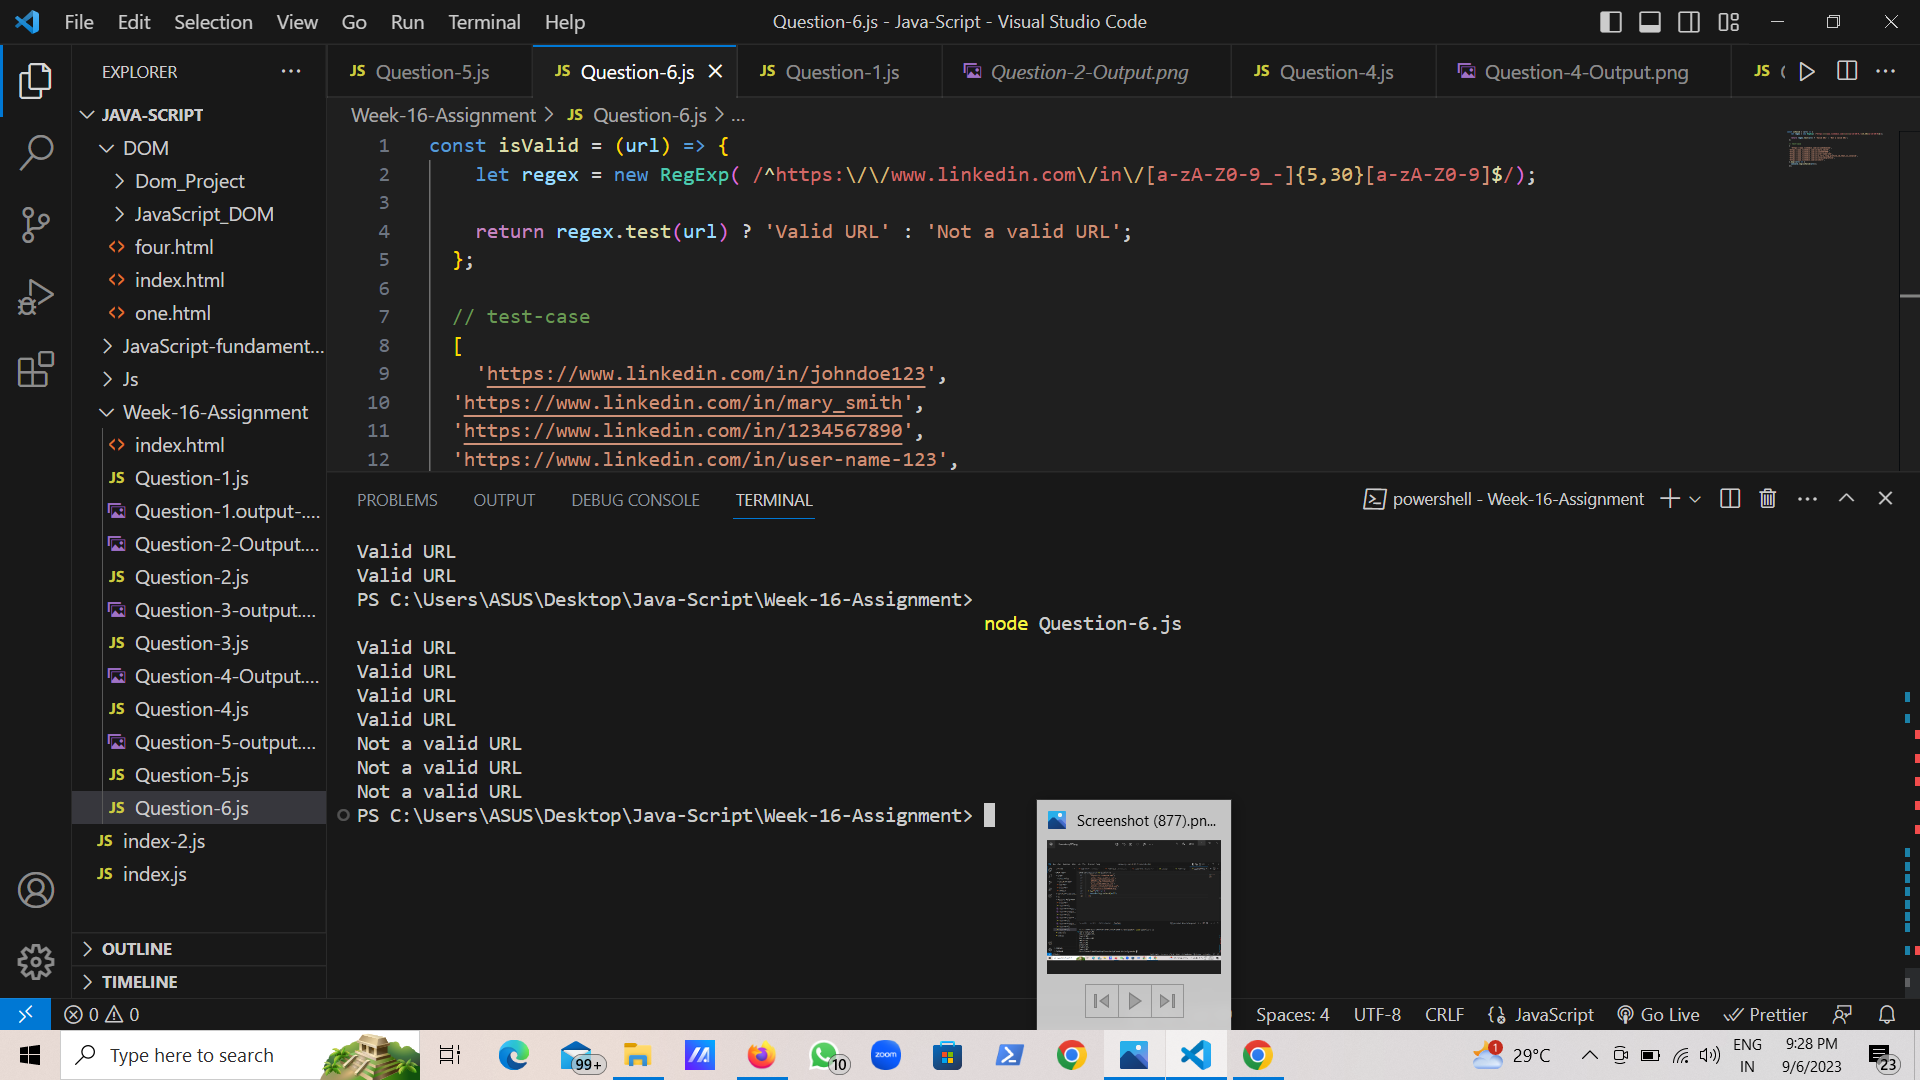 File Edit Selection View Go Run Terminal Help
Question-6.js - Java-Script - Visual Studio Code
EXPLORER
JS Question-5.js
JS Question-6.js
JS Question-1.js
Question-2-Output.png
JS Question-4.js
Question-4-Output.png
JS
JAVA-SCRIPT
DOM
Dom_Project
JavaScript_DOM
four.html
index.html
one.html
JavaScript-fundament...
Js
Week-16-Assignment
index.html
JS Question-1.js
Question-1.output-....
Question-2-Output....
JS Question-2.js
Question-3-output....
JS Question-3.js
Question-4-Output....
JS Question-4.js
Question-5-output....
JS Question-5.js
JS Question-6.js
JS index-2.js
JS index.js
OUTLINE
TIMELINE
Week-16-Assignment > JS Question-6.js > ...
1 const isValid = (url) => {
2 let regex = new RegExp( /^https:\/\/www.linkedin.com\/in\/[a-zA-Z0-9_-]{5,30}[a-zA-Z0-9]$/);
3
4 return regex.test(url) ? 'Valid URL' : 'Not a valid URL';
5 };
6
7 // test-case
8 [
9 'https://www.linkedin.com/in/johndoe123',
10 'https://www.linkedin.com/in/mary_smith',
11 'https://www.linkedin.com/in/1234567890',
12 'https://www.linkedin.com/in/user-name-123',
PROBLEMS OUTPUT DEBUG CONSOLE TERMINAL
powershell - Week-16-Assignment
Valid URL
Valid URL
PS C:\Users\ASUS\Desktop\Java-Script\Week-16-Assignment>
node Question-6.js
Valid URL
Valid URL
Valid URL
Valid URL
Not a valid URL
Not a valid URL
Not a valid URL
PS C:\Users\ASUS\Desktop\Java-Script\Week-16-Assignment>
Screenshot (877).pn...
0 0
Spaces: 4 UTF-8 CRLF JavaScript Go Live Prettier
Type here to search
99+
10
zoom
1
29°C
ENG
IN
9:28 PM
9/6/2023
23